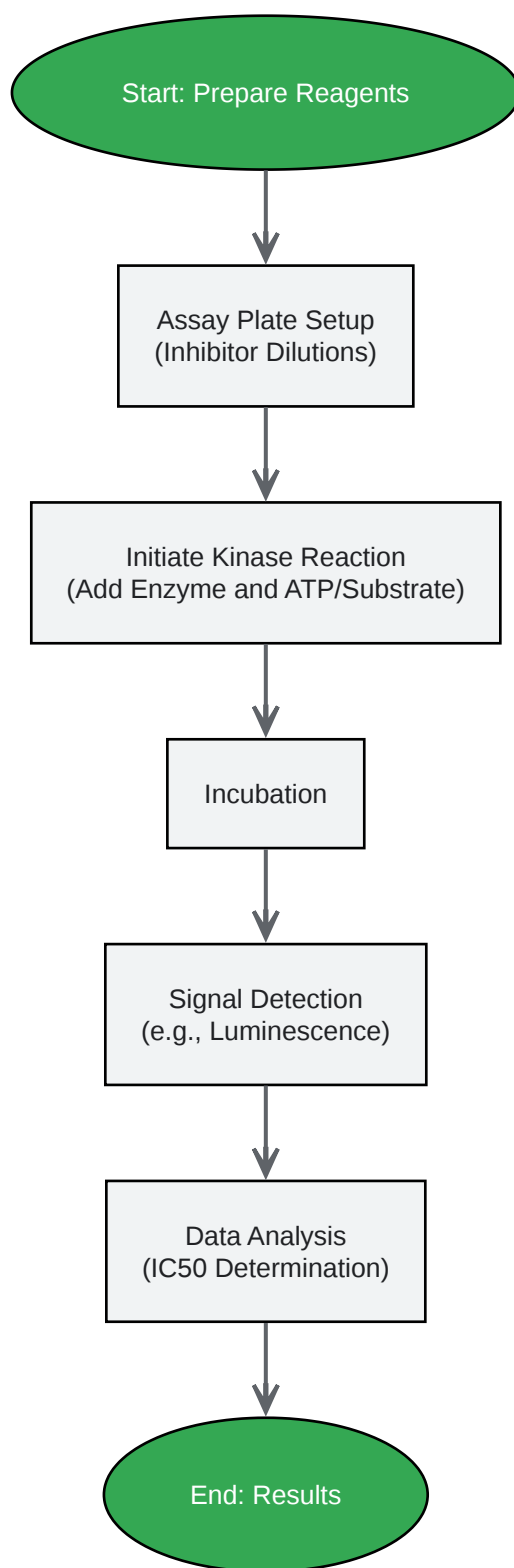 Start: Prepare Reagents
Assay Plate Setup
(Inhibitor Dilutions)
Initiate Kinase Reaction
(Add Enzyme and ATP/Substrate)
Incubation
Signal Detection
(e.g., Luminescence)
Data Analysis
(IC50 Determination)
End: Results